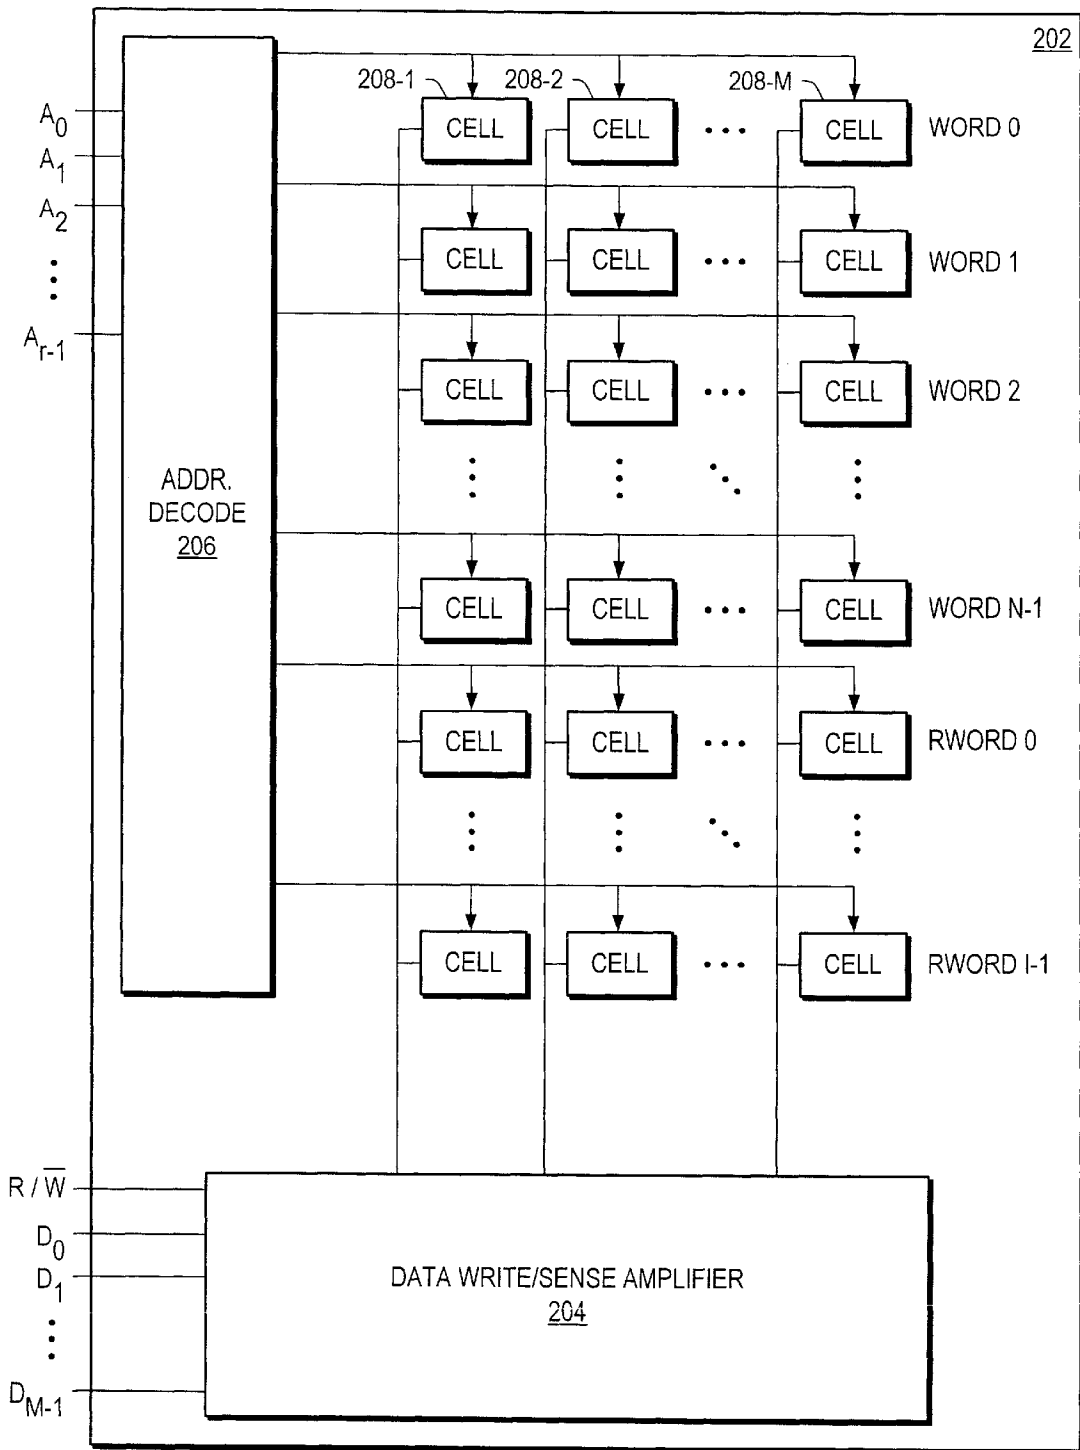 202
208-1 208-2 208-M
A0 CELL CELL ••• CELL WORD 0
A1
A2 CELL CELL ••• CELL WORD 1
Ar-1 CELL CELL ••• CELL WORD 2
ADDR.
DECODE
206
CELL CELL ••• CELL WORD N-1
CELL CELL ••• CELL RWORD 0
CELL CELL ••• CELL RWORD I-1
R / W̅
D0
D1
DATA WRITE/SENSE AMPLIFIER
204
DM-1